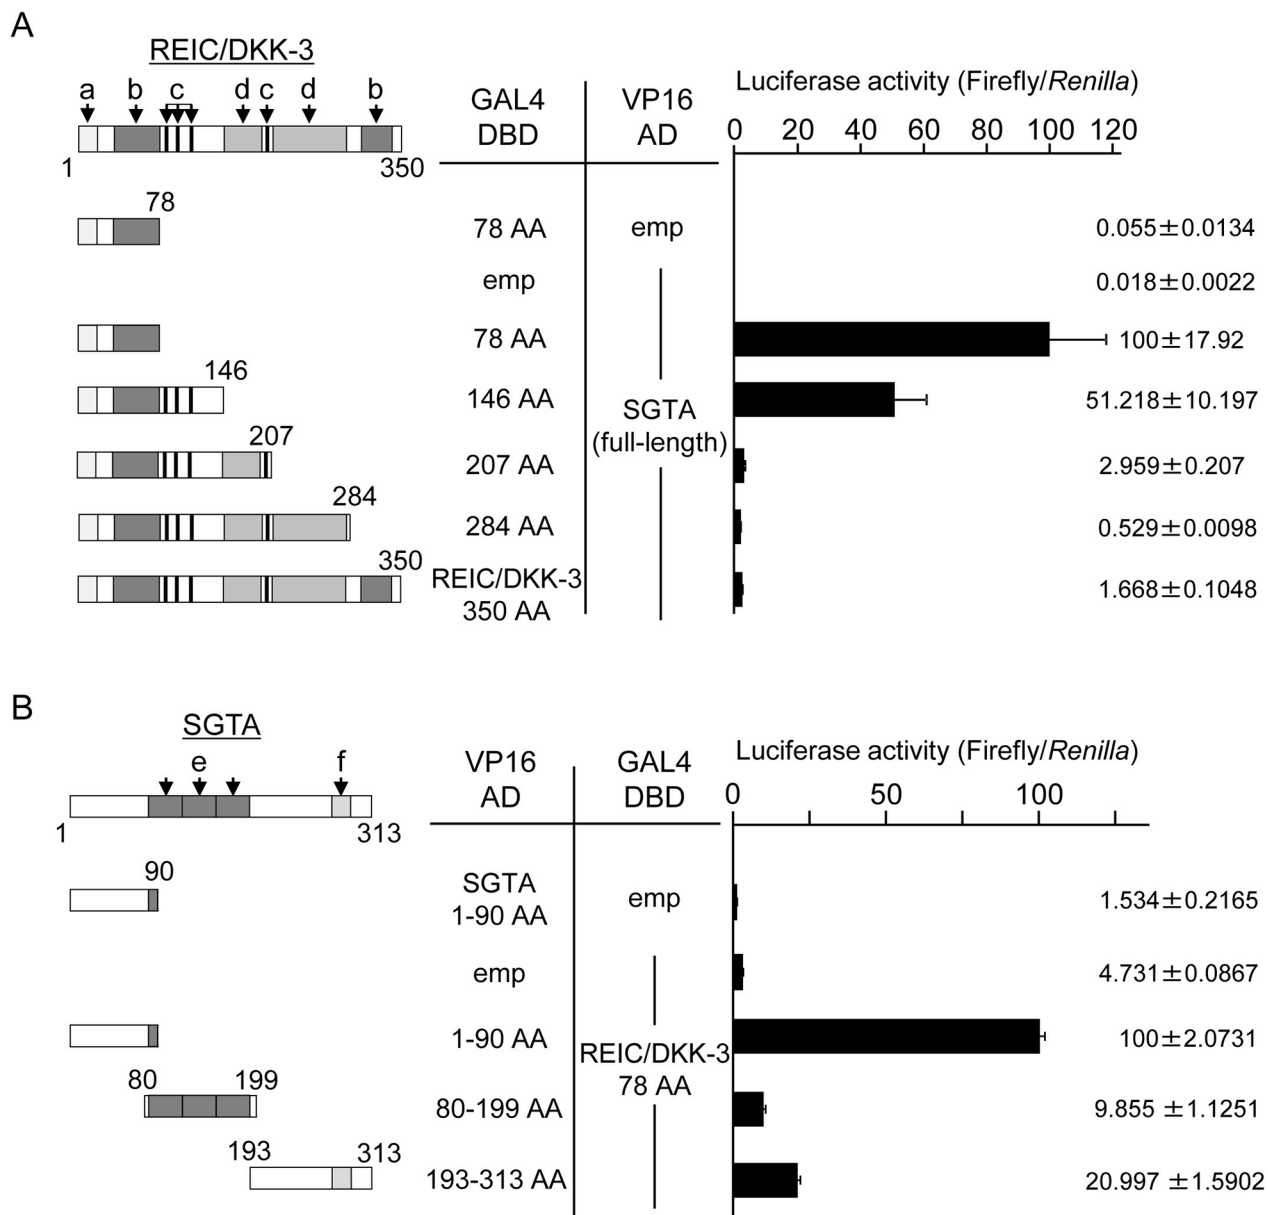 A
REIC/DKK-3
a b c d c d b
1 350
GAL4 DBD
VP16 AD
Luciferase activity (Firefly/Renilla)
0 20 40 60 80 100 120
78
78 AA emp 0.055±0.0134
emp 0.018±0.0022
78 AA 100±17.92
146
146 AA 51.218±10.197
SGTA
(full-length)
207
207 AA 2.959±0.207
284
284 AA 0.529±0.0098
350
REIC/DKK-3
350 AA 1.668±0.1048
B
SGTA
e f
1 313
VP16 AD
GAL4 DBD
Luciferase activity (Firefly/Renilla)
0 50 100
90
SGTA
1-90 AA emp 1.534±0.2165
emp 4.731±0.0867
1-90 AA 100±2.0731
REIC/DKK-3
78 AA
80 199
80-199 AA 9.855 ±1.1251
193 313
193-313 AA 20.997 ±1.5902